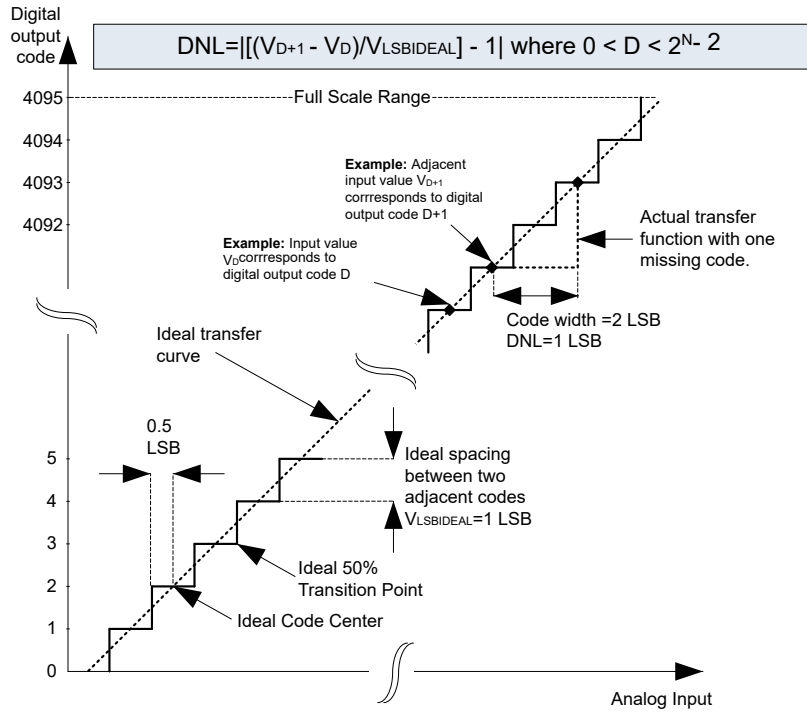 Digital
output
code
DNL=|[(VD+1 - VD)/VLSBIDEAL] - 1| where 0 < D < 2^N- 2
4095
Full Scale Range
4094
4093
4092
Example: Adjacent
input value VD+1
corrresponds to digital
output code D+1
Example: Input value
VDcorrresponds to
digital output code D
Actual transfer
function with one
missing code.
Code width =2 LSB
DNL=1 LSB
Ideal transfer
curve
0.5
LSB
5
4
3
2
1
0
Ideal spacing
between two
adjacent codes
VLSBIDEAL=1 LSB
Ideal 50%
Transition Point
Ideal Code Center
Analog Input